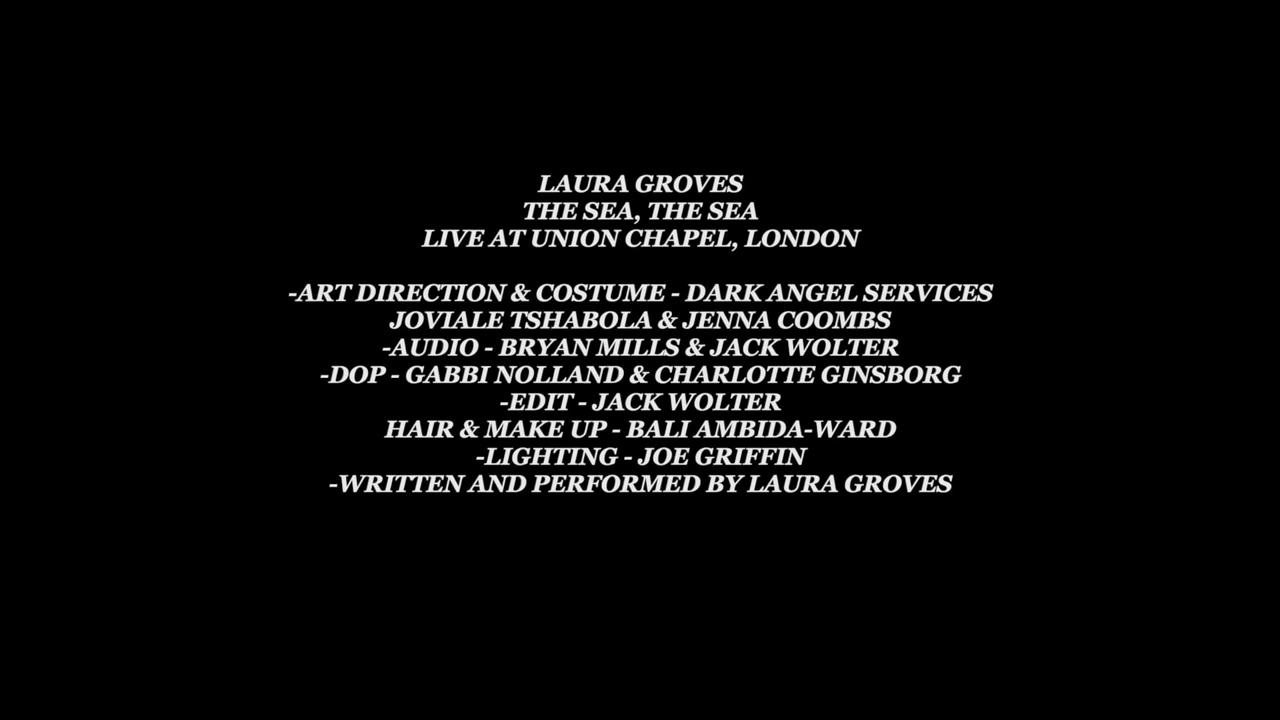 LAURA GROVES
THE SEA, THE SEA
LIVE AT UNION CHAPEL, LONDON
-ART DIRECTION & COSTUME - DARK ANGEL SERVICES
JOVIALE TSHABOLA & JENNA COOMBS
-AUDIO - BRYAN MILLS & JACK WOLTER
-DOP - GABBI NOLLAND & CHARLOTTE GINSBORG
-EDIT - JACK WOLTER
HAIR & MAKE UP - BALI AMBIDA-WARD
-LIGHTING - JOE GRIFFIN
-WRITTEN AND PERFORMED BY LAURA GROVES